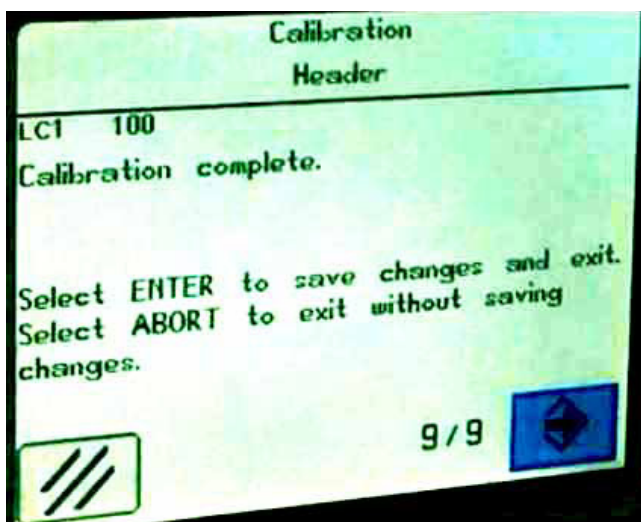 Calibration
Header
LC1 100
Calibration complete.
Select ENTER to save changes and exit.
Select ABORT to exit without saving
changes.
9/9